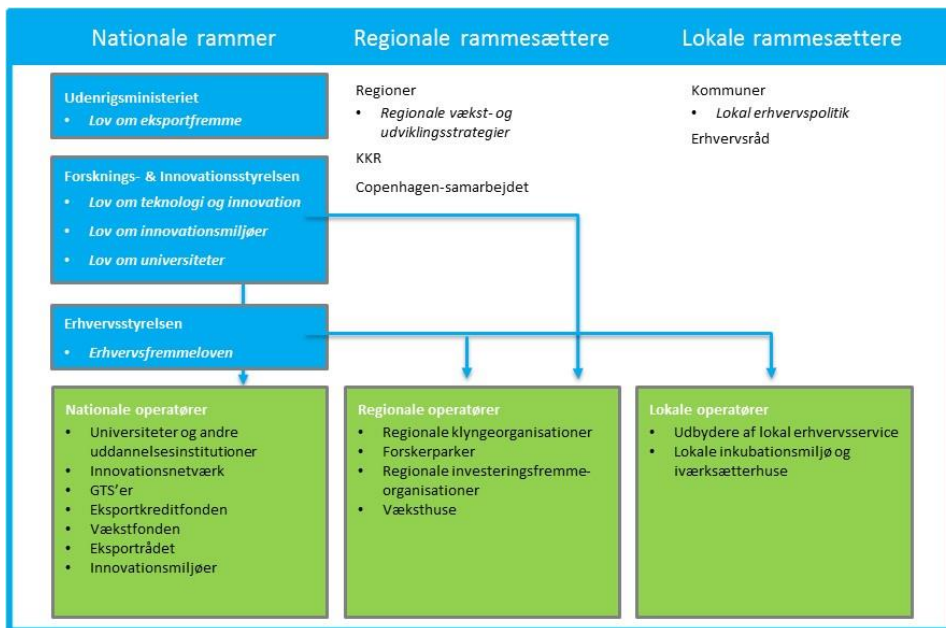 Nationale rammer
Regionale rammesættere
Lokale rammesættere
Udenrigsministeriet
• Lov om eksportfremme
Forsknings- & Innovationsstyrelsen
• Lov om teknologi og innovation
• Lov om innovationsmiljøer
• Lov om universiteter
Erhvervsstyrelsen
• Erhvervsfremmeloven
Regioner
• Regionale vækst- og
udviklingsstrategier
KKR
Copenhagen-samarbejdet
Kommuner
• Lokal erhvervspolitik
Erhvervsråd
Nationale operatører
• Universiteter og andre
uddannelsesinstitutioner
• Innovationsnetværk
• GTS'er
• Eksportkreditfonden
• Vækstfonden
• Eksportrådet
• Innovationsmiljøer
Regionale operatører
• Regionale klyngeorganisationer
• Forskerparker
• Regionale investeringsfremme-
organisationer
• Væksthuse
Lokale operatører
• Udbydere af lokal erhvervsservice
• Lokale inkubationsmiljø og
iværksætterhuse